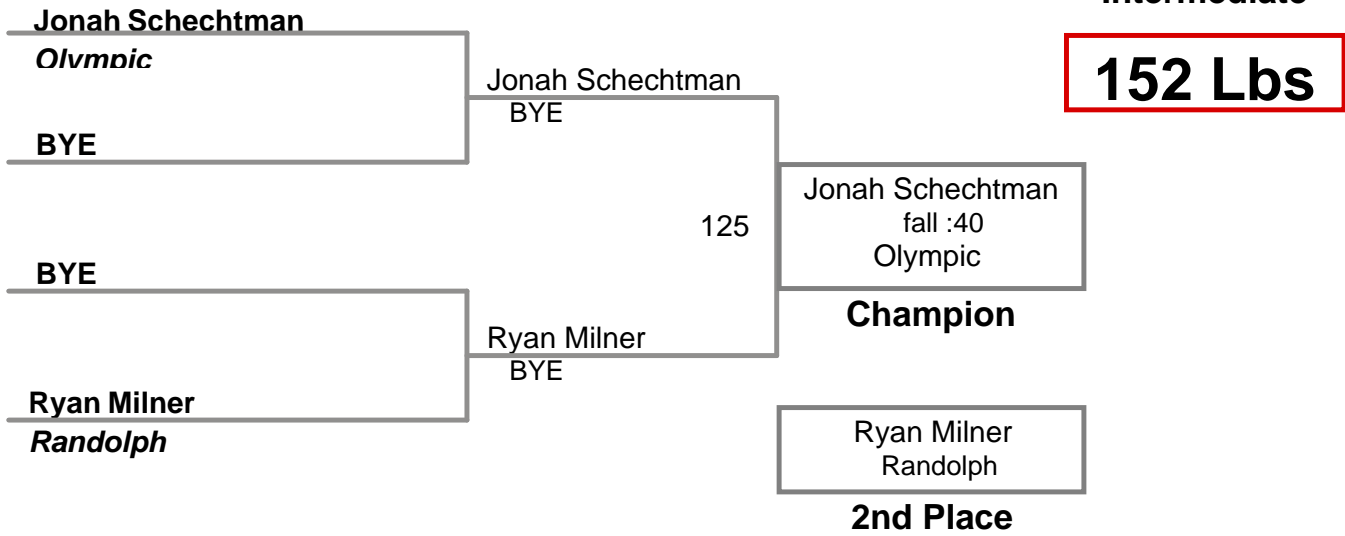 Intermediate
152 Lbs
Jonah Schechtman
Olympic
BYE
BYE
Ryan Milner
Randolph
Jonah Schechtman
BYE
125
Ryan Milner
BYE
Jonah Schechtman
fall :40
Olympic
Champion
Ryan Milner
Randolph
2nd Place